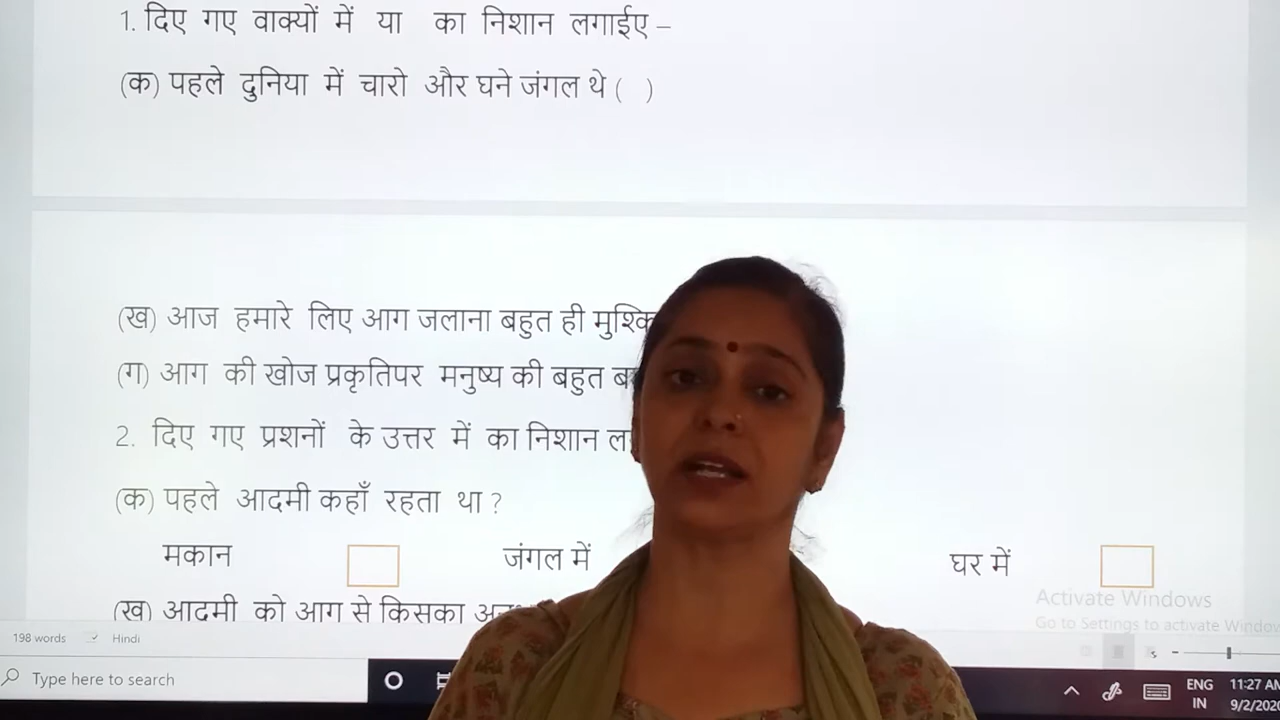 1. दिए गए वाक्यों में या का निशान लगाईए –
(क) पहले दुनिया में चारो और घने जंगल थे ( )
(ख) आज हमारे लिए आग जलाना बहुत ही
(ग) आग की खोज प्रकृतिपर मनुष्य की बहुत
2. दिए गए प्रशनों के उत्तर में का निशान
(क) पहले आदमी कहाँ रहता था ?
मकान जंगल में घर में
(ख) आदमी को आग से किसका
Activate Windows
Go to Settings to activate
198 words Hindi
Type here to search
ENG 11:27 AM
IN 9/2/2020